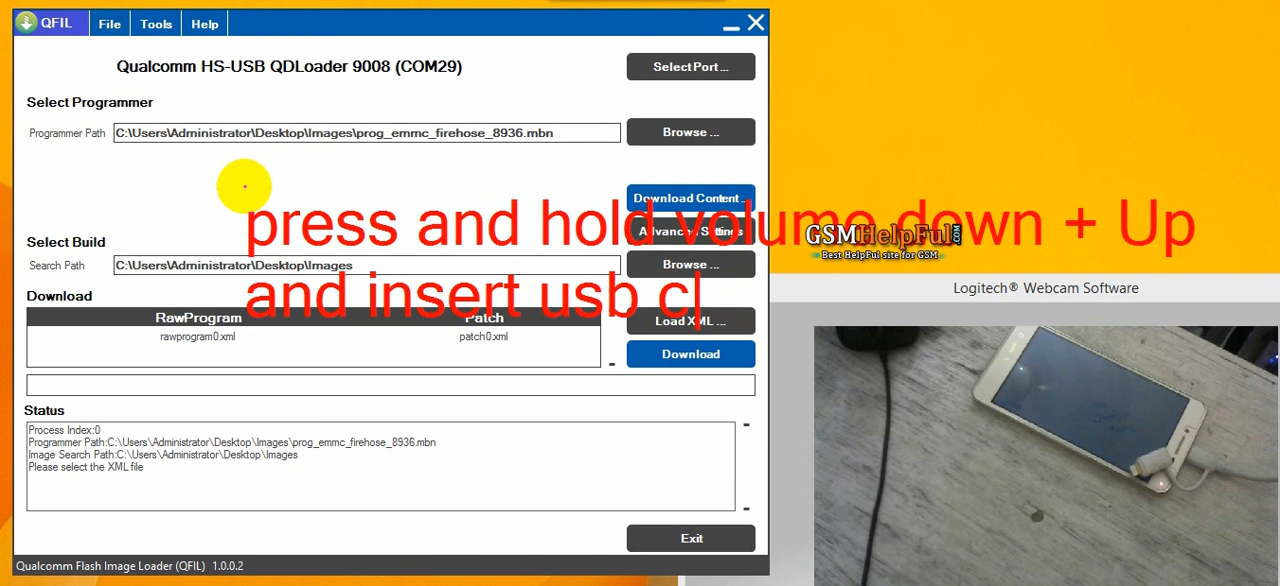 QFIL File Tools Help
Qualcomm HS-USB QDLoader 9008 (COM29)
Select Port ...
Select Programmer
Programmer Path
C:\Users\Administrator\Desktop\Images\prog_emmc_firehose_8936.mbn
Browse ...
Download Content ...
press and hold volume down + Up
Advanced Settings
GSMHelpFul.COM
Best HelpFul site for GSM
Select Build
Search Path
C:\Users\Administrator\Desktop\Images
Browse ...
Logitech® Webcam Software
and insert usb c
Download
RawProgram Patch
Load XML ...
rawprogram0.xml patch0.xml
Download
Status
Process Index:0
Programmer Path:C:\Users\Administrator\Desktop\Images\prog_emmc_firehose_8936.mbn
Image Search Path:C:\Users\Administrator\Desktop\Images
Please select the XML file
Exit
Qualcomm Flash Image Loader (QFIL) 1.0.0.2